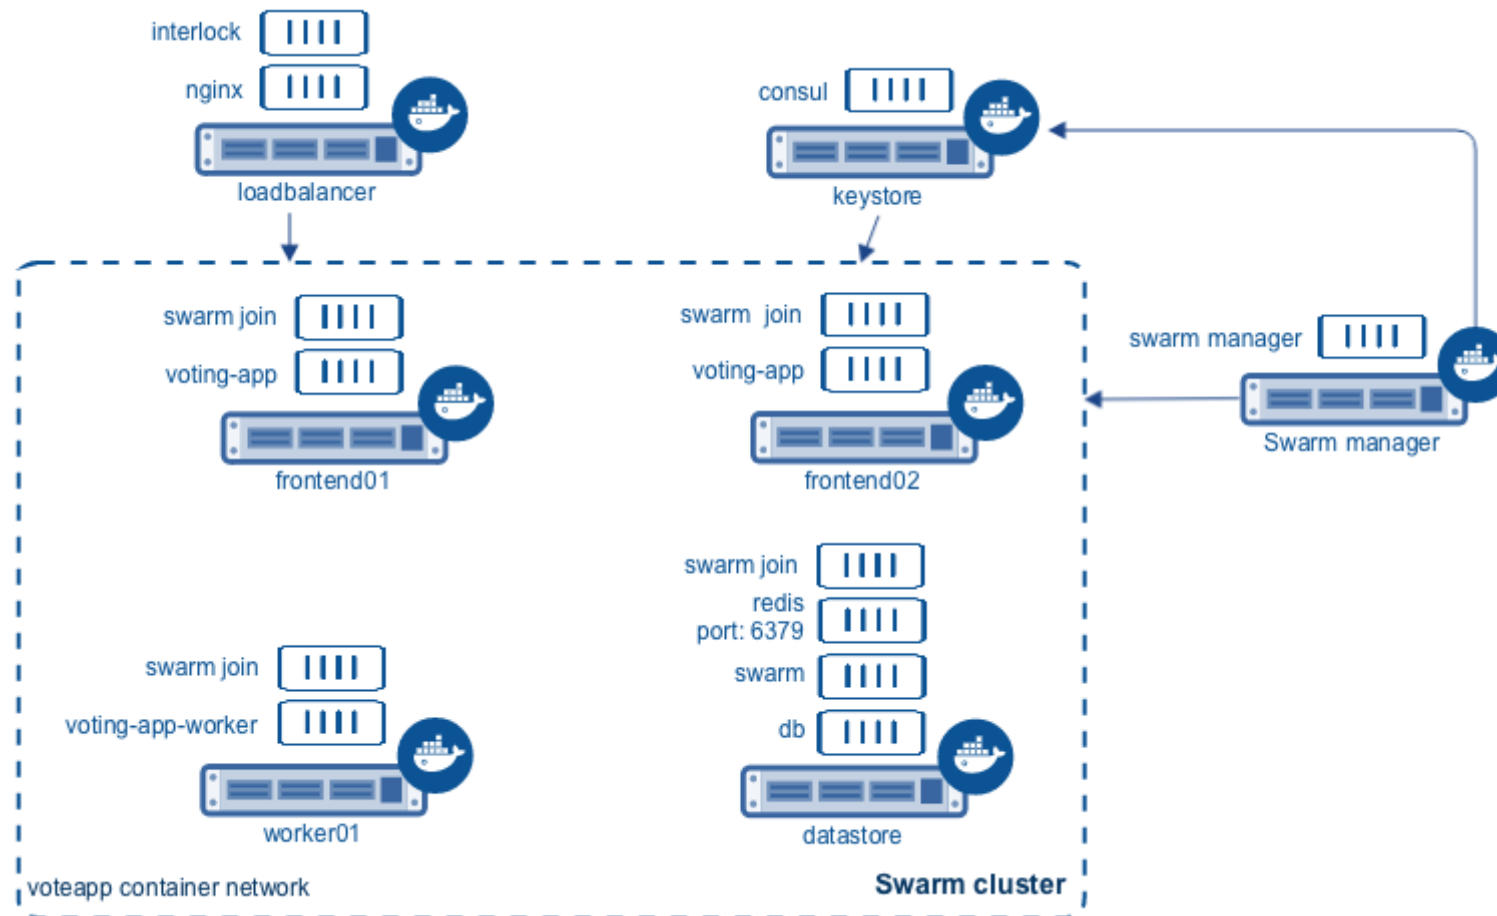 interlock
nginx
loadbalancer
consul
keystore
swarm join
voting-app
frontend01
swarm  join
voting-app
frontend02
swarm manager
Swarm manager
swarm join
voting-app-worker
worker01
swarm join
redis
port: 6379
swarm
db
datastore
voteapp container network
Swarm cluster